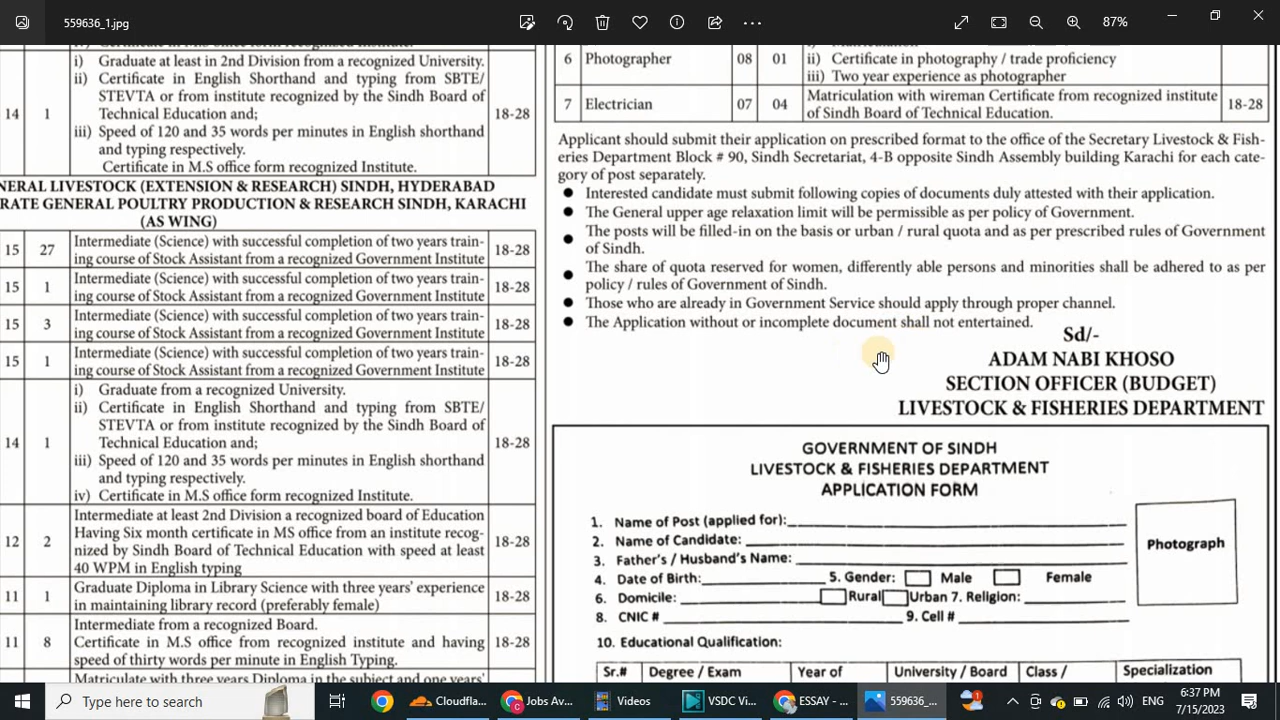 559636_1.jpg
87%
i) Graduate at least in 2nd Division from a recognized University.
ii) Certificate in English Shorthand and typing from SBTE/
STEVTA or from institute recognized by the Sindh Board of
14 1 Technical Education and; 18-28
iii) Speed of 120 and 35 words per minutes in English shorthand
and typing respectively.
Certificate in M.S office form recognized Institute.
NERAL LIVESTOCK (EXTENSION & RESEARCH) SINDH, HYDERABAD
RATE GENERAL POULTRY PRODUCTION & RESEARCH SINDH, KARACHI
(AS WING)
15 27 Intermediate (Science) with successful completion of two years train-
ing course of Stock Assistant from a recognized Government Institute 18-28
15 1 Intermediate (Science) with successful completion of two years train-
ing course of Stock Assistant from a recognized Government Institute 18-28
15 3 Intermediate (Science) with successful completion of two years train-
ing course of Stock Assistant from a recognized Government Institute 18-28
15 1 Intermediate (Science) with successful completion of two years train-
ing course of Stock Assistant from a recognized Government Institute 18-28
i) Graduate from a recognized University.
ii) Certificate in English Shorthand and typing from SBTE/
STEVTA or from institute recognized by the Sindh Board of
14 1 Technical Education and; 18-28
iii) Speed of 120 and 35 words per minutes in English shorthand
and typing respectively.
iv) Certificate in M.S office form recognized Institute.
Intermediate at least 2nd Division a recognized board of Education
Having Six month certificate in MS office from an institute recog-
12 2 nized by Sindh Board of Technical Education with speed at least 18-28
40 WPM in English typing
11 1 Graduate Diploma in Library Science with three years' experience
in maintaining library record (preferably female) 18-28
Intermediate from a recognized Board.
11 8 Certificate in M.S office from recognized institute and having 18-28
speed of thirty words per minute in English Typing.
Matriculate with three years Diploma in the subject and one years'
6 Photographer 08 01 ii) Certificate in photography / trade proficiency
iii) Two year experience as photographer
7 Electrician 07 04 Matriculation with wireman Certificate from recognized institute
of Sindh Board of Technical Education. 18-28
Applicant should submit their application on prescribed format to the office of the Secretary Livestock & Fish-
eries Department Block # 90, Sindh Secretariat, 4-B opposite Sindh Assembly building Karachi for each cate-
gory of post separately.
● Interested candidate must submit following copies of documents duly attested with their application.
● The General upper age relaxation limit will be permissible as per policy of Government.
● The posts will be filled-in on the basis or urban / rural quota and as per prescribed rules of Government
of Sindh.
● The share of quota reserved for women, differently able persons and minorities shall be adhered to as per
policy / rules of Government of Sindh.
● Those who are already in Government Service should apply through proper channel.
● The Application without or incomplete document shall not entertained.
Sd/-
ADAM NABI KHOSO
SECTION OFFICER (BUDGET)
LIVESTOCK & FISHERIES DEPARTMENT
GOVERNMENT OF SINDH
LIVESTOCK & FISHERIES DEPARTMENT
APPLICATION FORM
Photograph
1. Name of Post (applied for):
2. Name of Candidate:
3. Father's / Husband's Name:
4. Date of Birth: 5. Gender: Male Female
6. Domicile: Rural Urban 7. Religion:
8. CNIC # 9. Cell #
10. Educational Qualification:
Sr.# Degree / Exam Year of University / Board Class / Specialization
Type here to search
Cloudfla...
Jobs Av...
Videos
VSDC Vi...
ESSAY - ...
559636_...
1
ENG
6:37 PM
7/15/2023